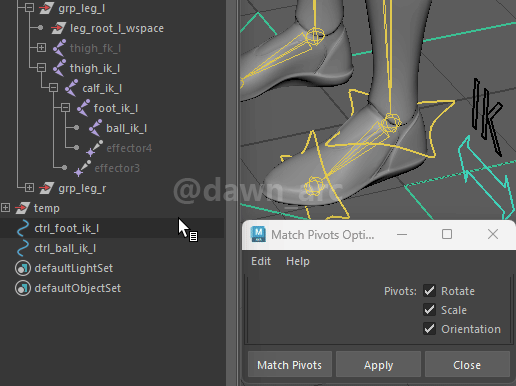 grp_leg_l
leg_root_l_wspace
thigh_fk_l
thigh_ik_l
calf_ik_l
foot_ik_l
ball_ik_l
effector4
effector3
grp_leg_r
temp
ctrl_foot_ik_l
ctrl_ball_ik_l
defaultLightSet
defaultObjectSet
@dawn_arc
Ik
M
Match Pivots Opti...
Edit Help
Pivots: Rotate
Scale
Orientation
Match Pivots Apply Close